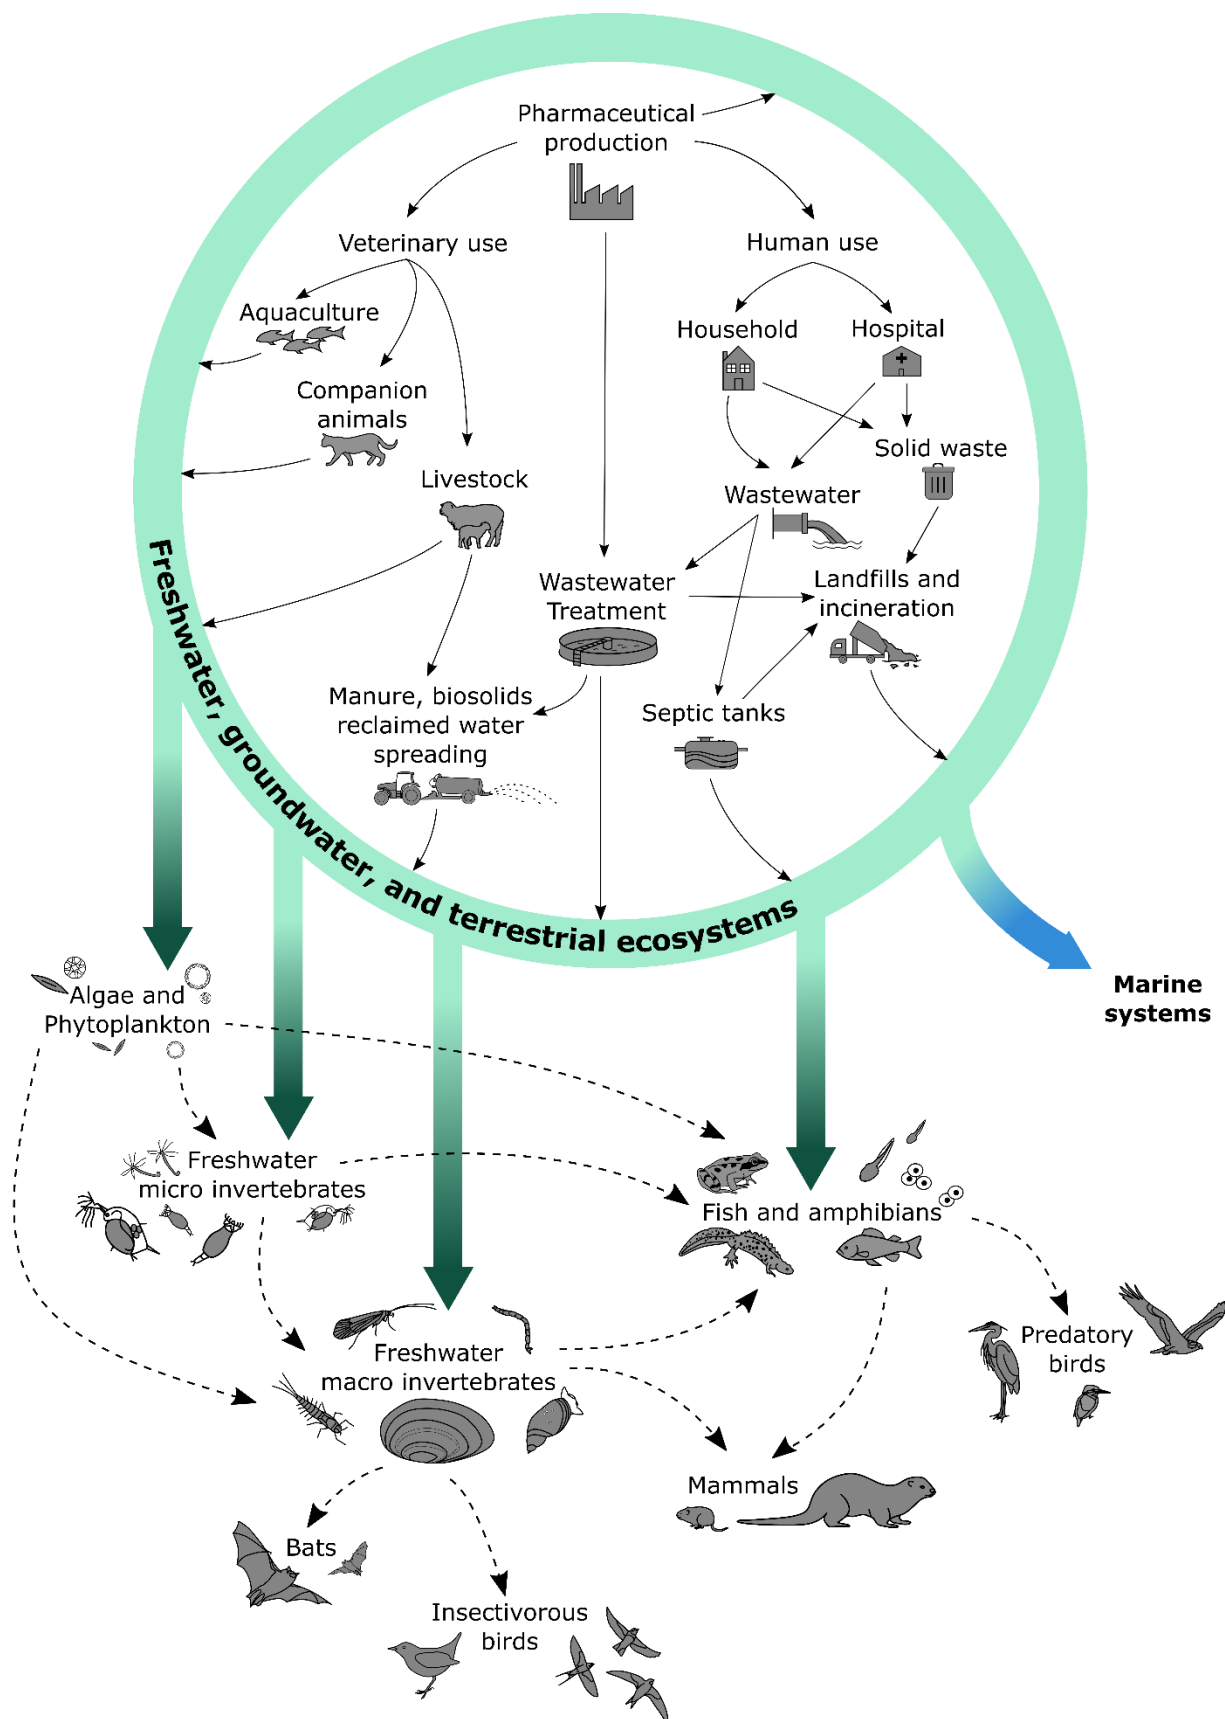 Pharmaceutical
production
Veterinary use
Human use
Aquaculture
Household
Hospital
Companion
animals
Solid waste
Livestock
Wastewater
Wastewater
Treatment
Landfills and
incineration
Manure, biosolids
reclaimed water
spreading
Septic tanks
Freshwater, groundwater, and terrestrial ecosystems
Marine
systems
Algae and
Phytoplankton
Freshwater
micro invertebrates
Fish and amphibians
Predatory
birds
Freshwater
macro invertebrates
Mammals
Bats
Insectivorous
birds